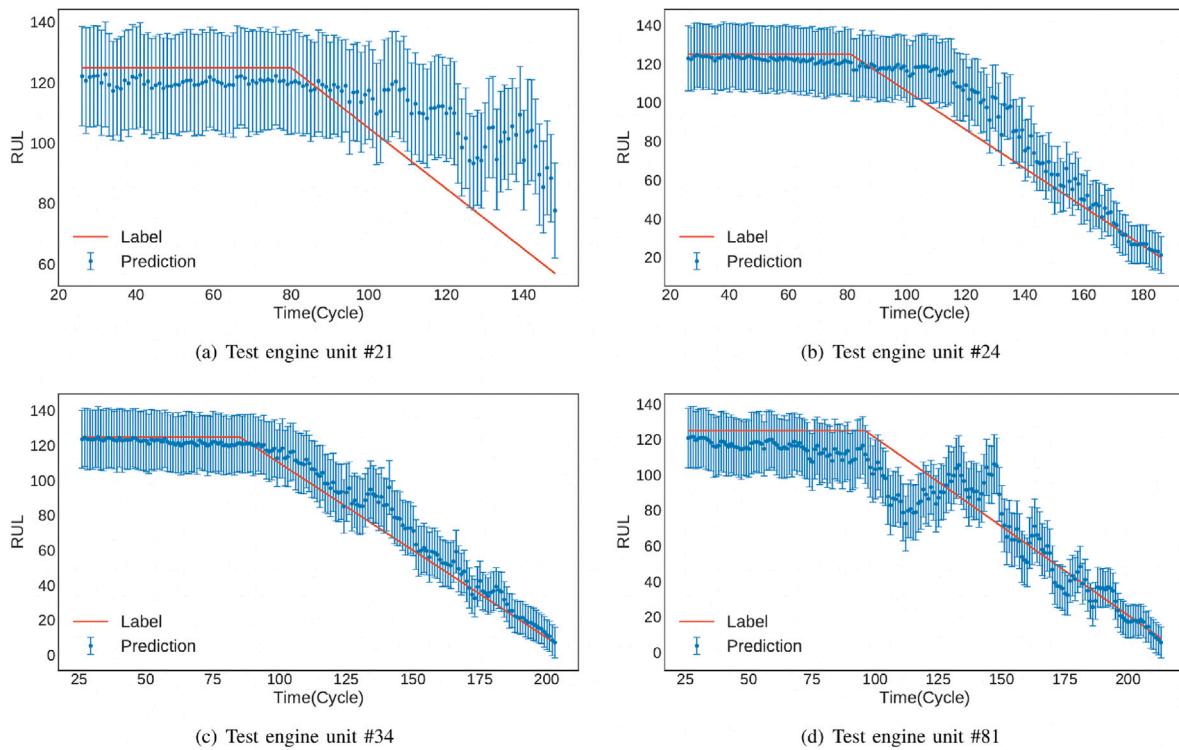 140
120
100
80
60
RUL
Label
Prediction
20 40 60 80 100 120 140
Time(Cycle)
(a) Test engine unit #21
140
120
100
80
60
40
20
RUL
Label
Prediction
20 40 60 80 100 120 140 160 180
Time(Cycle)
(b) Test engine unit #24
140
120
100
80
60
40
20
0
RUL
Label
Prediction
25 50 75 100 125 150 175 200
Time(Cycle)
(c) Test engine unit #34
140
120
100
80
60
40
20
0
RUL
Label
Prediction
25 50 75 100 125 150 175 200
Time(Cycle)
(d) Test engine unit #81